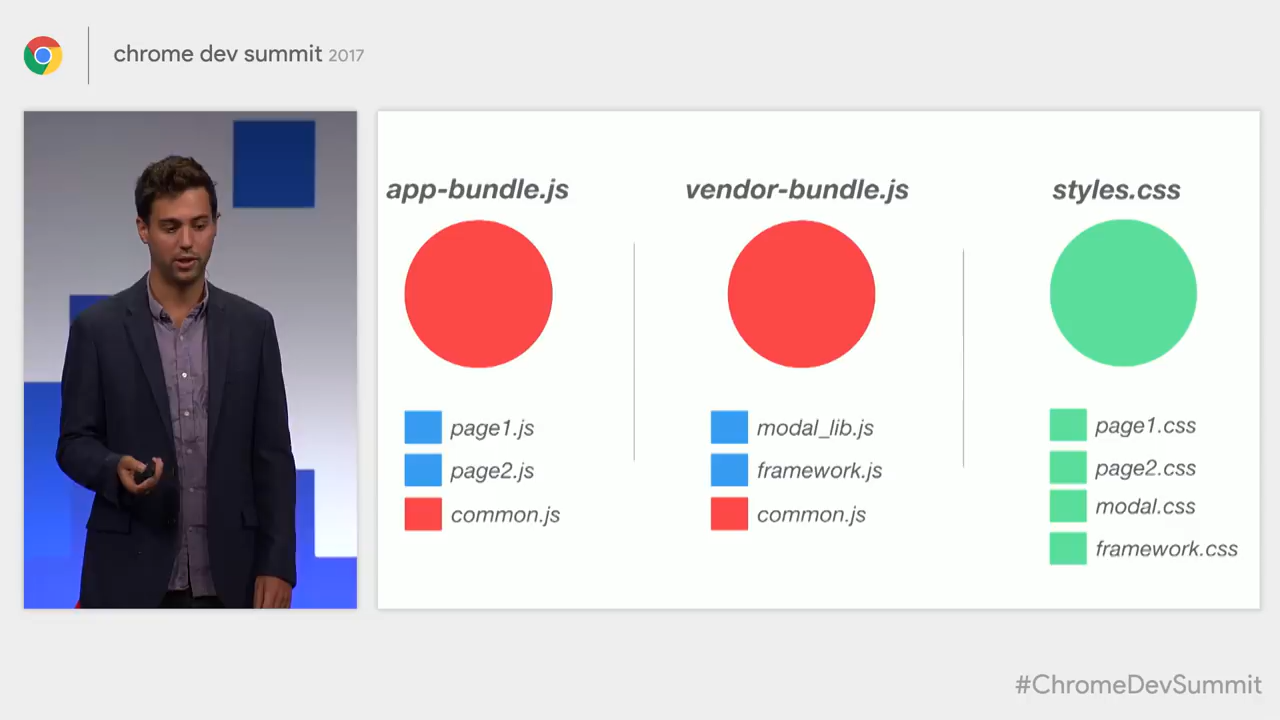 chrome dev summit 2017
app-bundle.js
vendor-bundle.js
styles.css
page1.js
page2.js
common.js
modal_lib.js
framework.js
common.js
page1.css
page2.css
modal.css
framework.css
#ChromeDevSummit